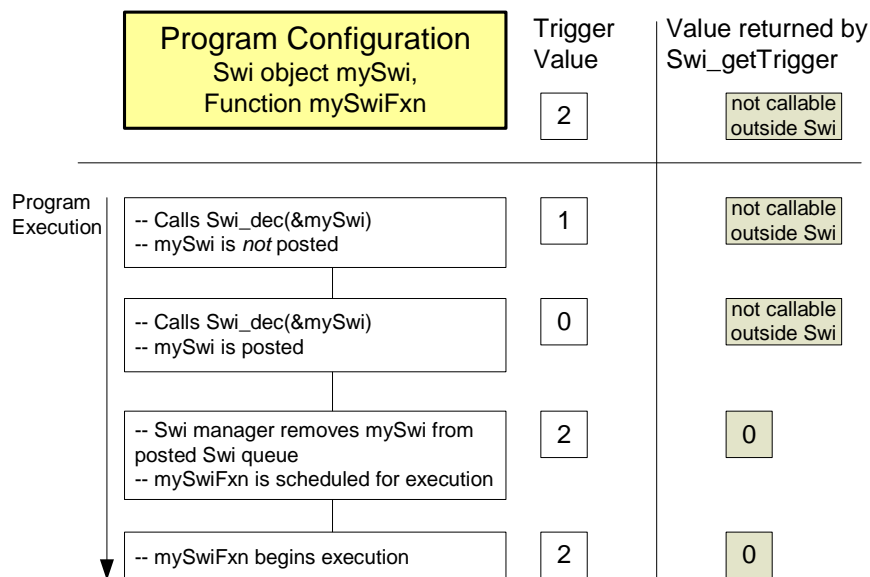 Program Configuration
Swi object mySwi,
Function mySwiFxn
Trigger
Value
Value returned by
Swi_getTrigger
2
not callable
outside Swi
Program
Execution
-- Calls Swi_dec(&mySwi)
-- mySwi is not posted
1
not callable
outside Swi
-- Calls Swi_dec(&mySwi)
-- mySwi is posted
0
not callable
outside Swi
-- Swi manager removes mySwi from
posted Swi queue
-- mySwiFxn is scheduled for execution
2
0
-- mySwiFxn begins execution
2
0